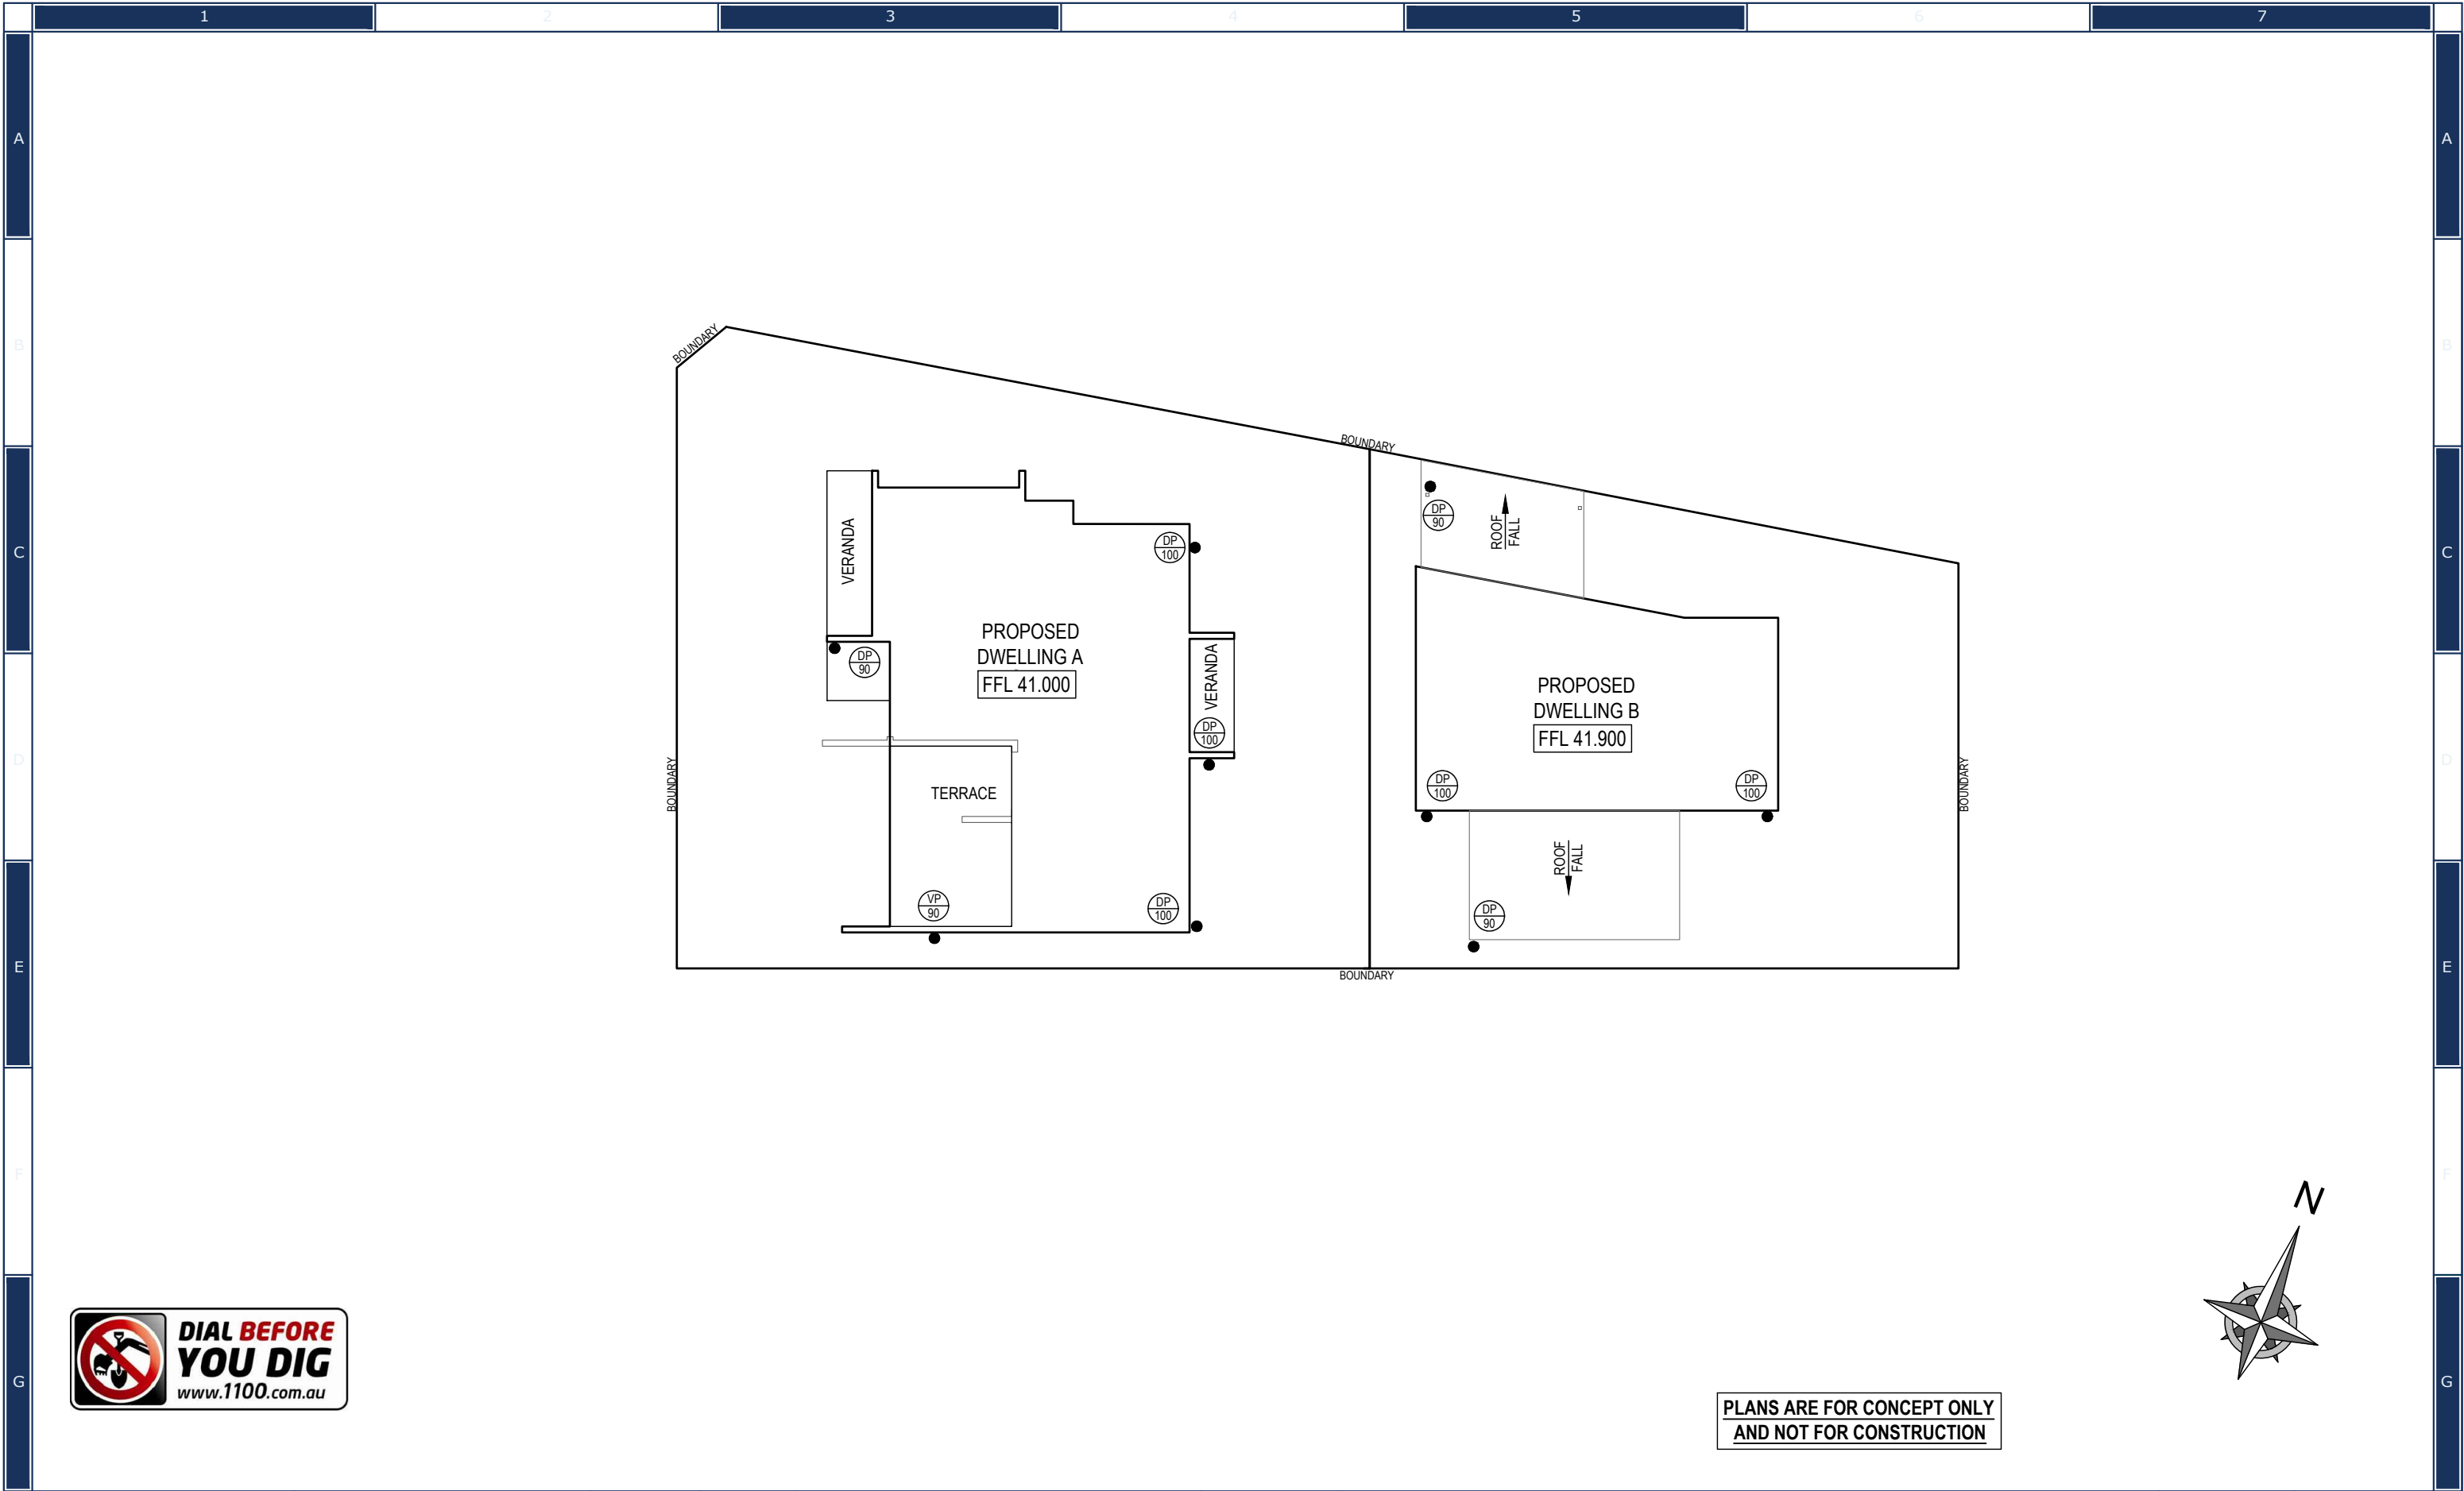 1 2 3 4 5 6 7
A A
B B
BOUNDARY
BOUNDARY
C C
DP
90
ROOF
FALL
VERANDA
DP
100
PROPOSED
DWELLING A
FFL 41.000
DP
90
VERANDA
DP
100
PROPOSED
DWELLING B
FFL 41.900
D D
BOUNDARY
BOUNDARY
TERRACE
DP
100
DP
100
ROOF
FALL
VP
90
DP
100
DP
90
E E
BOUNDARY
F F
N
DIAL BEFORE
YOU DIG
www.1100.com.au
G G
PLANS ARE FOR CONCEPT ONLY
AND NOT FOR CONSTRUCTION